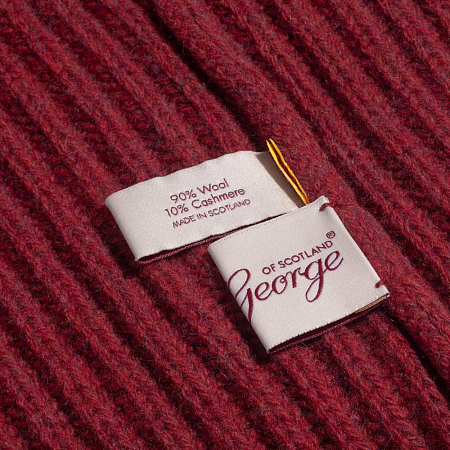 90% Wool
10% Cashmere
MADE IN SCOTLAND
OF SCOTLAND®
George